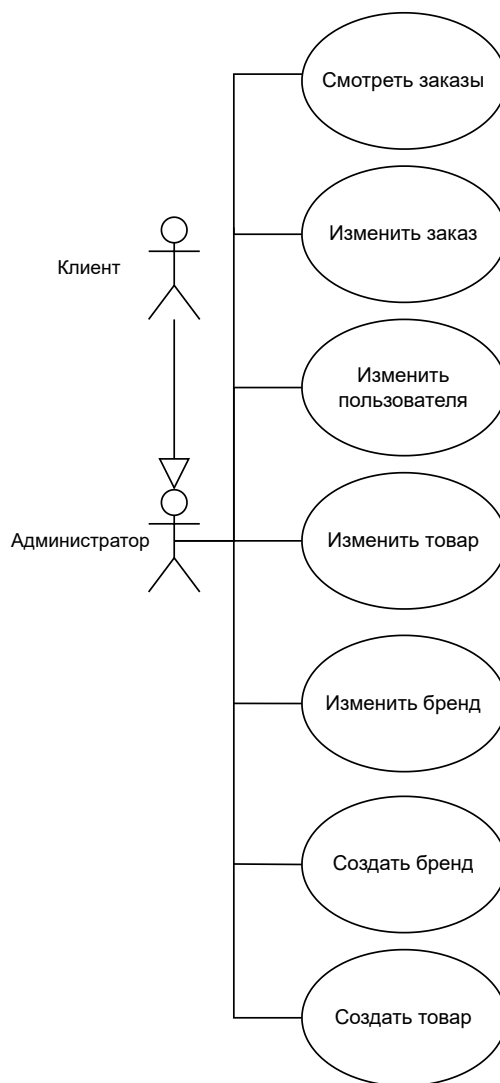 Смотреть заказы
Изменить заказ
Клиент
Изменить
пользователя
Администратор
Изменить товар
Изменить бренд
Создать бренд
Создать товар